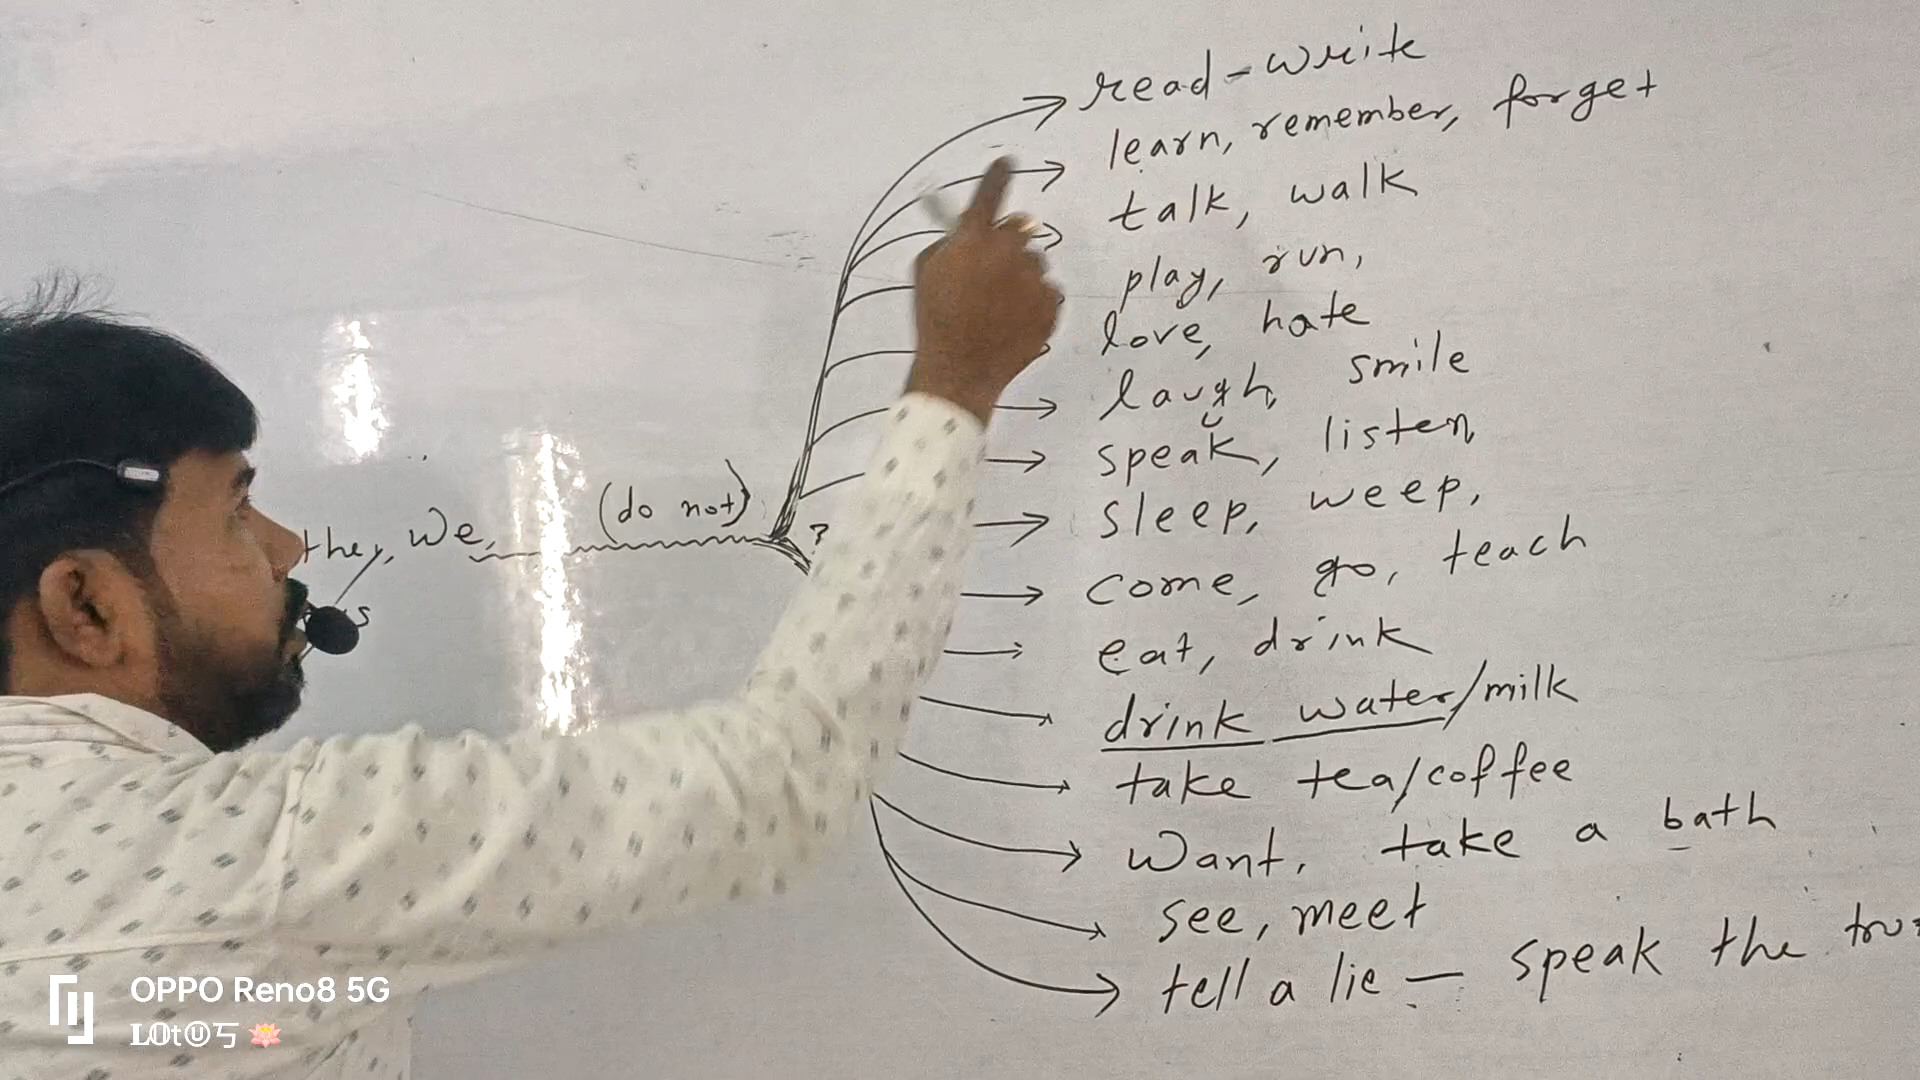 read - write
learn, remember, forget
talk, walk
play, run,
love, hate
laugh, smile
speak, listen,
sleep, weep,
they, we, (do not) ?
come, go, teach
eat, drink
drink water/milk
take tea/coffee
want, take a bath
see, meet
tell a lie — speak the
OPPO Reno8 5G